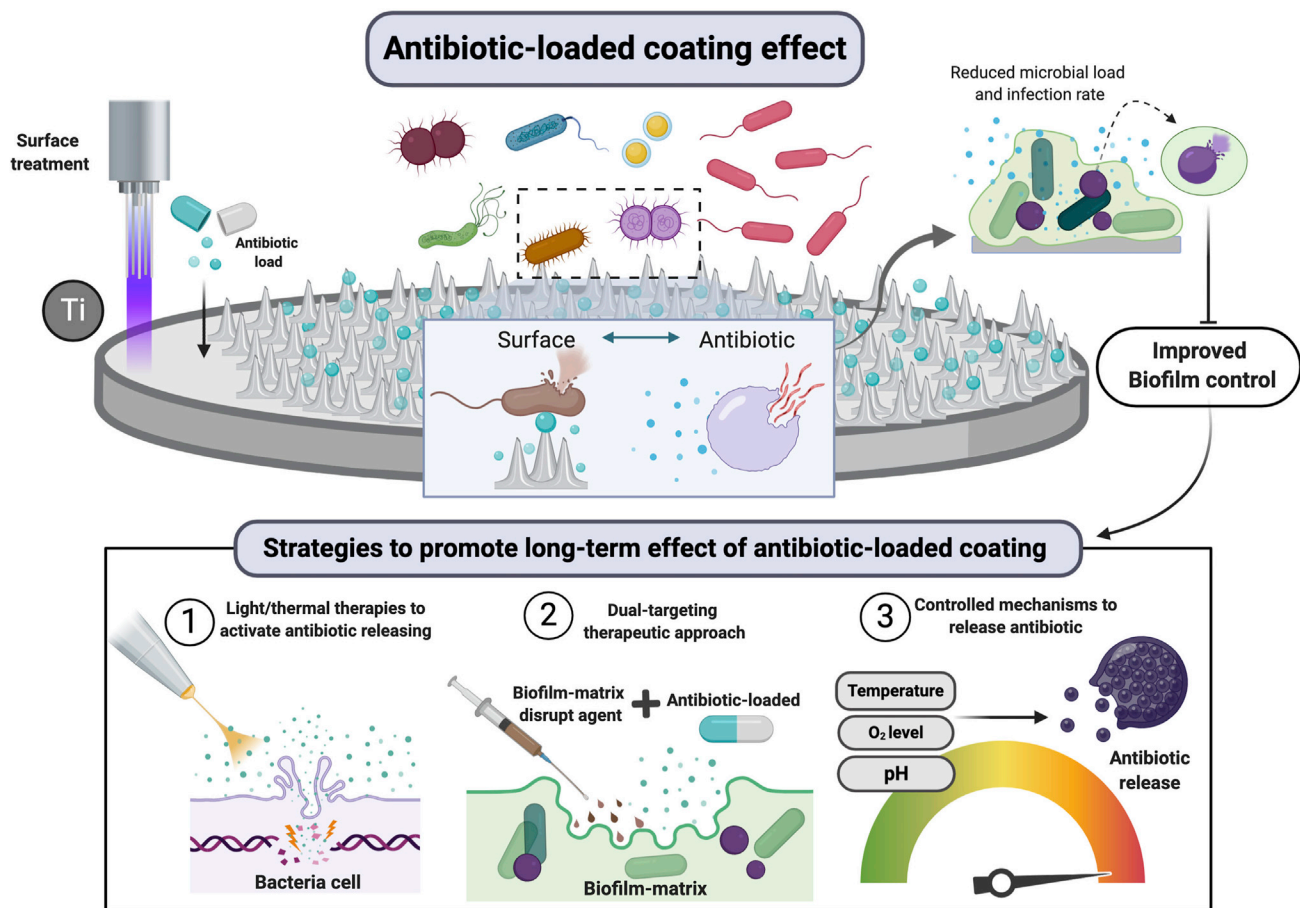 Antibiotic-loaded coating effect
Surface
treatment
Antibiotic
load
Ti
Reduced microbial load
and infection rate
Surface
Antibiotic
Improved
Biofilm control
Strategies to promote long-term effect of antibiotic-loaded coating
1
Light/thermal therapies to
activate antibiotic releasing
Bacteria cell
2
Dual-targeting
therapeutic approach
Biofilm-matrix
disrupt agent
Antibiotic-loaded
Biofilm-matrix
3
Controlled mechanisms to
release antibiotic
Temperature
O₂ level
pH
Antibiotic
release